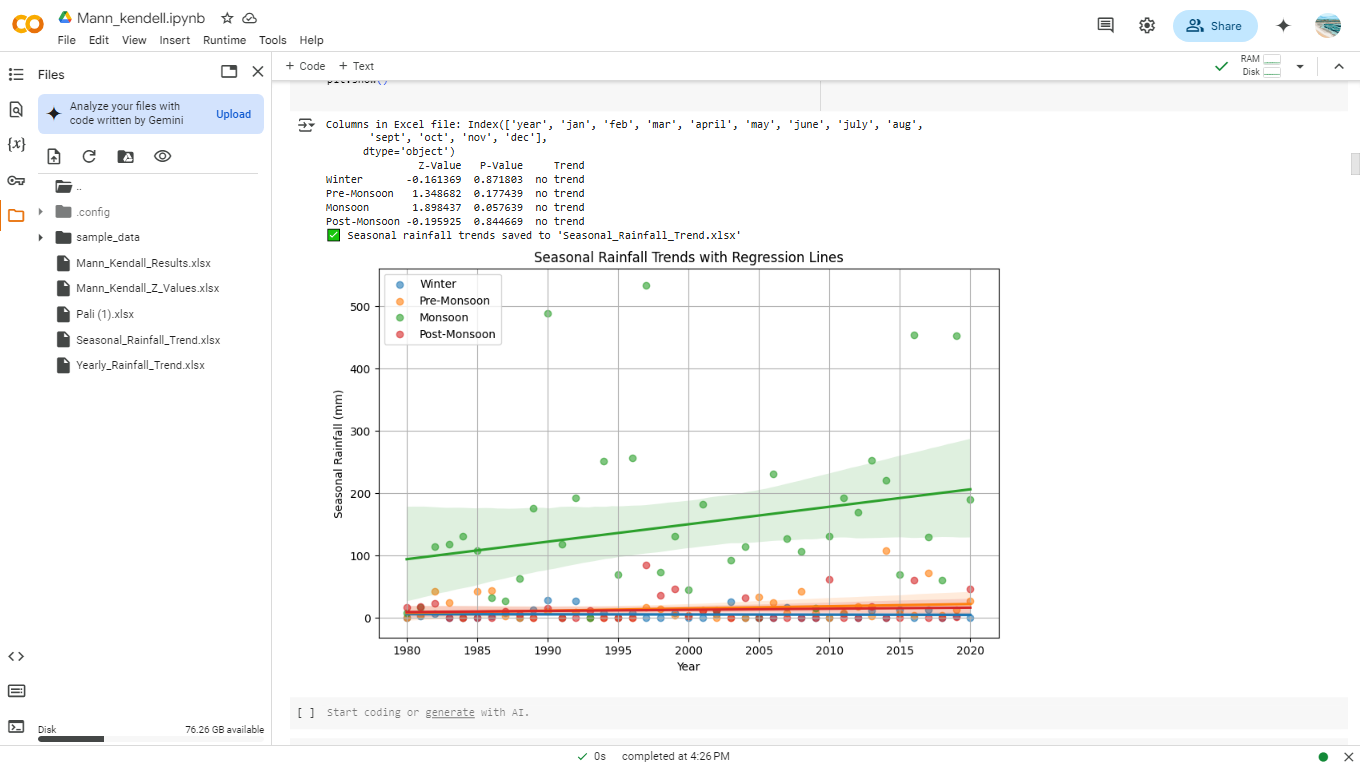 Mann_kendell.ipynb
File Edit View Insert Runtime Tools Help
Share
Files
Analyze your files with
code written by Gemini
Upload
{x}
..
.config
sample_data
Mann_Kendall_Results.xlsx
Mann_Kendall_Z_Values.xlsx
Pali (1).xlsx
Seasonal_Rainfall_Trend.xlsx
Yearly_Rainfall_Trend.xlsx
Disk
76.26 GB available
+ Code + Text
RAM
Disk
plt.show()
Columns in Excel file: Index(['year', 'jan', 'feb', 'mar', 'april', 'may', 'june', 'july', 'aug',
'sept', 'oct', 'nov', 'dec'],
dtype='object')
Z-Value P-Value Trend
Winter -0.161369 0.871803 no trend
Pre-Monsoon 1.348682 0.177439 no trend
Monsoon 1.898437 0.057639 no trend
Post-Monsoon -0.195925 0.844669 no trend
✅ Seasonal rainfall trends saved to 'Seasonal_Rainfall_Trend.xlsx'
Seasonal Rainfall Trends with Regression Lines
Winter
Pre-Monsoon
Monsoon
Post-Monsoon
Seasonal Rainfall (mm)
500
400
300
200
100
0
1980 1985 1990 1995 2000 2005 2010 2015 2020
Year
[ ] Start coding or generate with AI.
0s completed at 4:26 PM